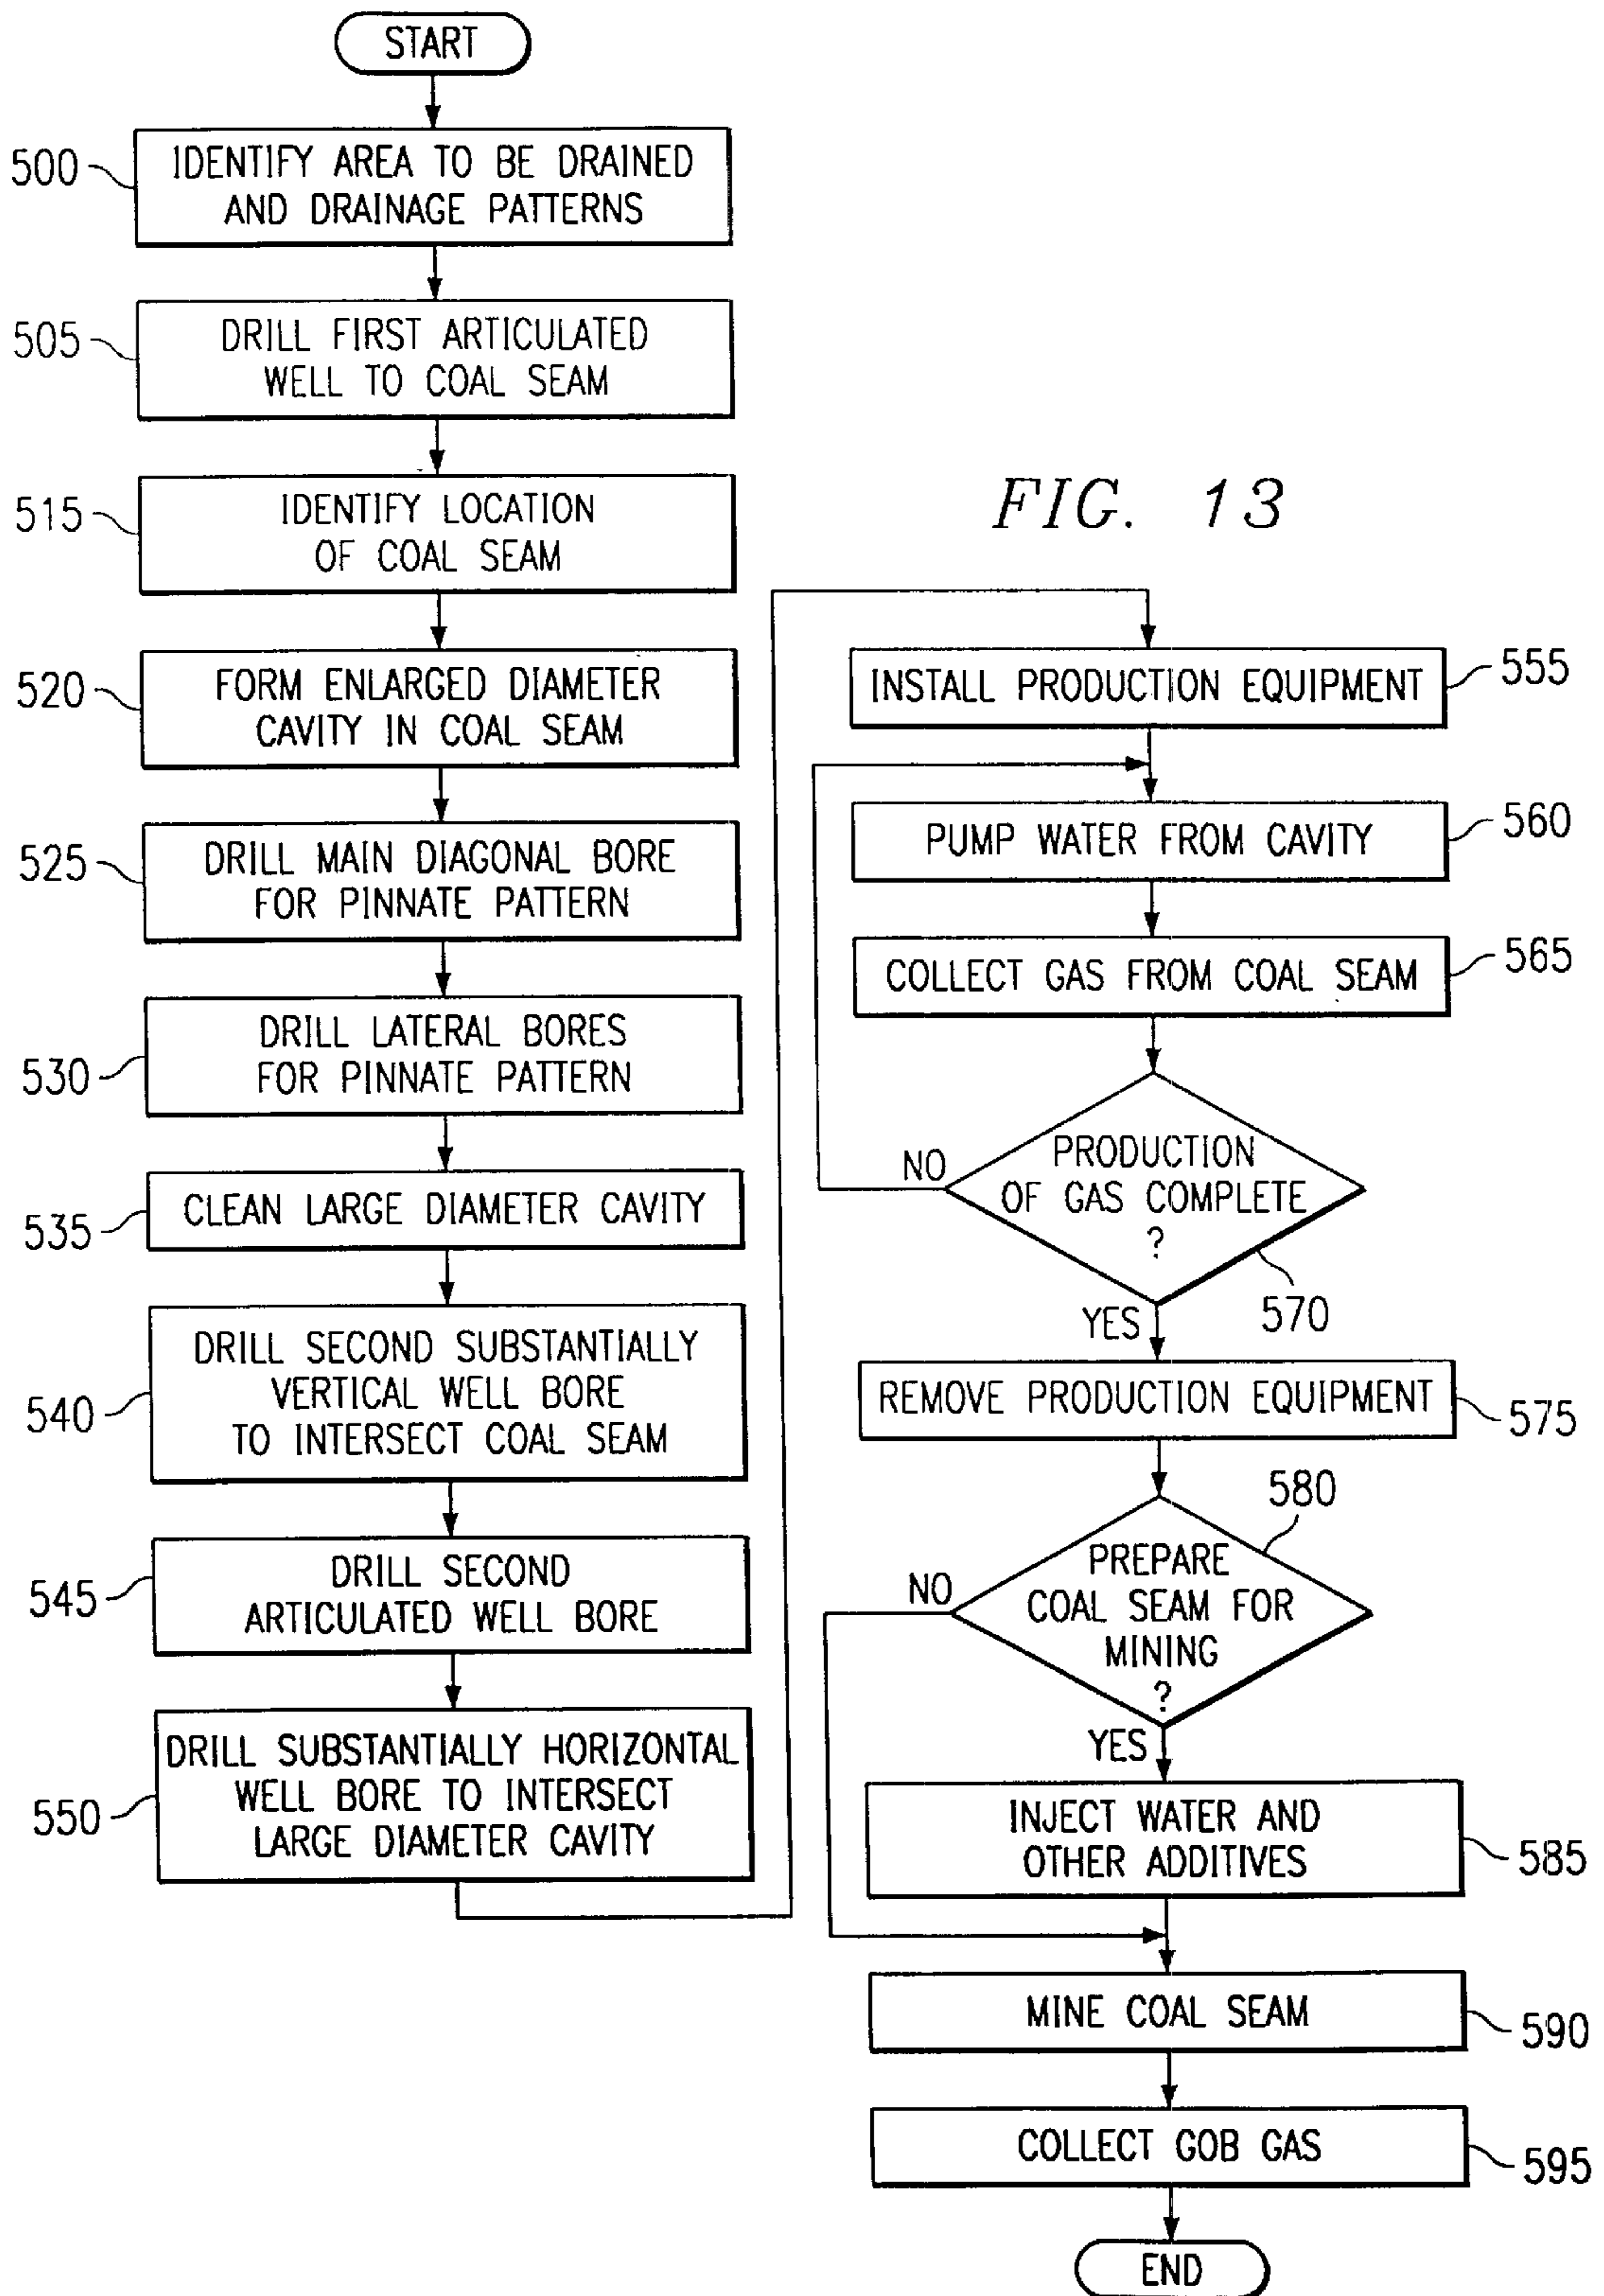 START
500
IDENTIFY AREA TO BE DRAINED
AND DRAINAGE PATTERNS
505
DRILL FIRST ARTICULATED
WELL TO COAL SEAM
515
IDENTIFY LOCATION
OF COAL SEAM
520
FORM ENLARGED DIAMETER
CAVITY IN COAL SEAM
525
DRILL MAIN DIAGONAL BORE
FOR PINNATE PATTERN
530
DRILL LATERAL BORES
FOR PINNATE PATTERN
535
CLEAN LARGE DIAMETER CAVITY
540
DRILL SECOND SUBSTANTIALLY
VERTICAL WELL BORE
TO INTERSECT COAL SEAM
545
DRILL SECOND
ARTICULATED WELL BORE
550
DRILL SUBSTANTIALLY HORIZONTAL
WELL BORE TO INTERSECT
LARGE DIAMETER CAVITY
FIG. 13
INSTALL PRODUCTION EQUIPMENT
555
PUMP WATER FROM CAVITY
560
COLLECT GAS FROM COAL SEAM
565
NO
PRODUCTION
OF GAS COMPLETE
?
570
YES
REMOVE PRODUCTION EQUIPMENT
575
580
NO
PREPARE
COAL SEAM FOR
MINING
?
YES
INJECT WATER AND
OTHER ADDITIVES
585
MINE COAL SEAM
590
COLLECT GOB GAS
595
END